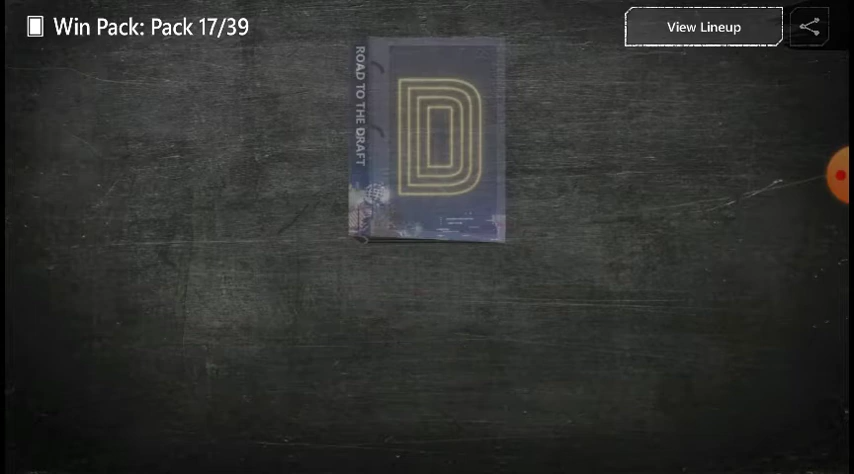 Win Pack: Pack 17/39
View Lineup
ROAD TO THE DRAFT
D